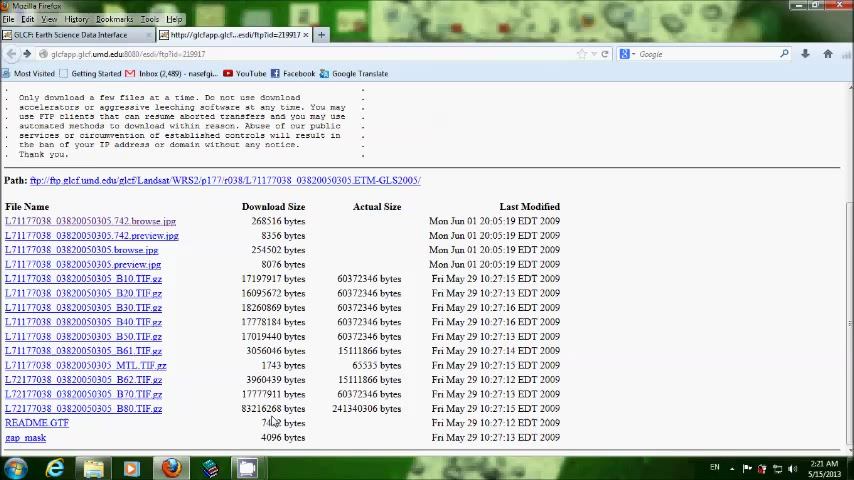 Mozilla Firefox
File Edit View History Bookmarks Tools Help
GLCF: Earth Science Data Interface × http://glcfapp.glcf...esdi/ftp?id=219917 × +
glcfapp.glcf.umd.edu:8080/esdi/ftp?id=219917 Google
Most Visited Getting Started Inbox (2,489) - nasefgi... YouTube Facebook Google Translate
. .
. Only download a few files at a time. Do not use download .
. accelerators or aggressive leeching software at any time. You may .
. use FTP clients that can resume aborted transfers and you may use .
. automated methods to download within reason. Abuse of our public .
. services or circumvention of established controls will result in .
. the ban of your IP address or domain without any notice. .
. Thank you. .
Path: ftp://ftp.glcf.umd.edu/glcf/Landsat/WRS2/p177/r038/L71177038_03820050305.ETM-GLS2005/
File Name Download Size Actual Size Last Modified
L71177038_03820050305.742.browse.jpg 268516 bytes Mon Jun 01 20:05:19 EDT 2009
L71177038_03820050305.742.preview.jpg 8356 bytes Mon Jun 01 20:05:19 EDT 2009
L71177038_03820050305.browse.jpg 254502 bytes Mon Jun 01 20:05:19 EDT 2009
L71177038_03820050305.preview.jpg 8076 bytes Mon Jun 01 20:05:19 EDT 2009
L71177038_03820050305_B10.TIF.gz 17197917 bytes 60372346 bytes Fri May 29 10:27:15 EDT 2009
L71177038_03820050305_B20.TIF.gz 16095672 bytes 60372346 bytes Fri May 29 10:27:13 EDT 2009
L71177038_03820050305_B30.TIF.gz 18260869 bytes 60372346 bytes Fri May 29 10:27:16 EDT 2009
L71177038_03820050305_B40.TIF.gz 17778184 bytes 60372346 bytes Fri May 29 10:27:16 EDT 2009
L71177038_03820050305_B50.TIF.gz 17019440 bytes 60372346 bytes Fri May 29 10:27:13 EDT 2009
L71177038_03820050305_B61.TIF.gz 3056046 bytes 15111866 bytes Fri May 29 10:27:14 EDT 2009
L71177038_03820050305_MTL.TIF.gz 1743 bytes 65535 bytes Fri May 29 10:27:15 EDT 2009
L72177038_03820050305_B62.TIF.gz 3960439 bytes 15111866 bytes Fri May 29 10:27:12 EDT 2009
L72177038_03820050305_B70.TIF.gz 17777911 bytes 60372346 bytes Fri May 29 10:27:13 EDT 2009
L72177038_03820050305_B80.TIF.gz 83216268 bytes 241340306 bytes Fri May 29 10:27:15 EDT 2009
README.GTF bytes Fri May 29 10:27:12 EDT 2009
gap_mask 4096 bytes Fri May 29 10:27:13 EDT 2009
EN 2:21 AM
5/15/2013